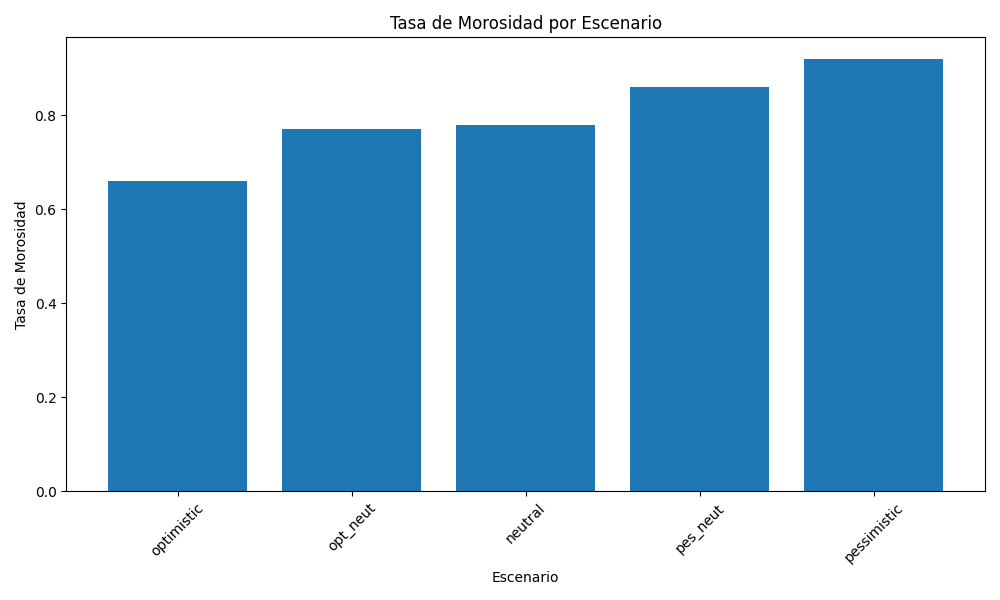 Tasa de Morosidad por Escenario
Tasa de Morosidad
0.8
0.6
0.4
0.2
0.0
optimistic
opt_neut
neutral
pes_neut
pessimistic
Escenario